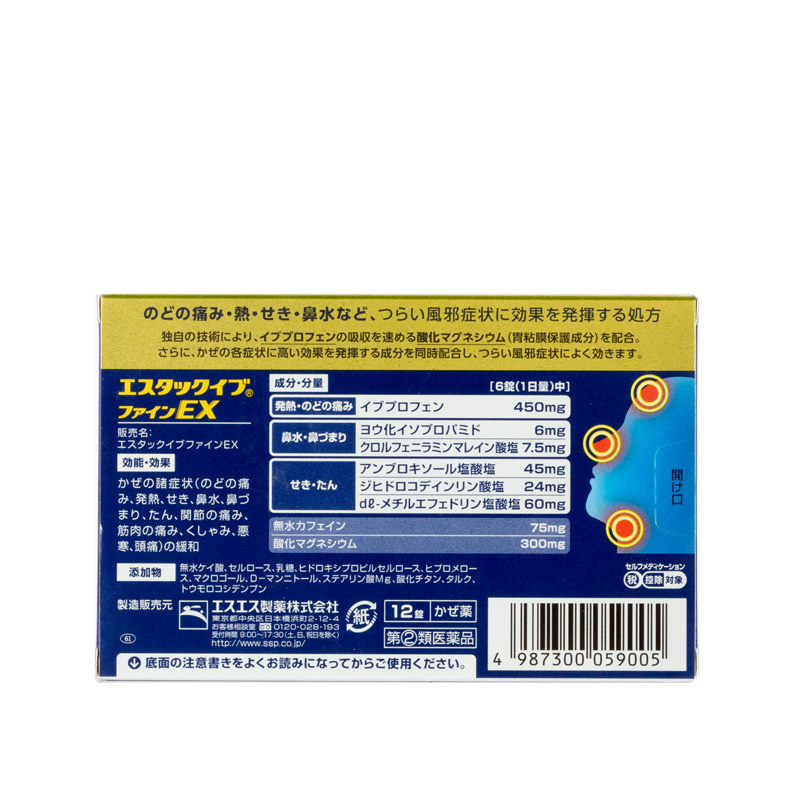 のどの痛み・熱・せき・鼻水など、つらい風邪症状に効果を発揮する処方
独自の技術により、イブプロフェンの吸収を速める酸化マグネシウム(胃粘膜保護成分)を配合。
さらに、かぜの各症状に高い効果を発揮する成分を同時配合し、つらい風邪症状によく効きます。
エスタックイブ®
ファインEX
販売名:
エスタックイブファインEX
効能・効果
かぜの諸症状(のどの痛
み、発熱、せき、鼻水、鼻づ
まり、たん、関節の痛み、
筋肉の痛み、くしゃみ、悪
寒、頭痛)の緩和
成分・分量 [6錠(1日量)中]
発熱・のどの痛み イブプロフェン 450mg
鼻水・鼻づまり ヨウ化イソプロパミド 6mg
クロルフェニラミンマレイン酸塩 7.5mg
せき・たん アンブロキソール塩酸塩 45mg
ジヒドロコデインリン酸塩 24mg
dℓ-メチルエフェドリン塩酸塩 60mg
無水カフェイン 75mg
酸化マグネシウム 300mg
開け口
添加物 無水ケイ酸、セルロース、乳糖、ヒドロキシプロピルセルロース、ヒプロメロー
ス、マクロゴール、D-マンニトール、ステアリン酸Mg、酸化チタン、タルク、
トウモロコシデンプン
セルフメディケーション
税 控除 対象
製造販売元 エスエス製薬株式会社
東京都中央区日本橋浜町2-12-4
お客様相談室 0120-028-193
受付時間 9:00〜17:30(土、日、祝日を除く)
http://www.ssp.co.jp/
紙
12錠 かぜ薬
第②類医薬品
61
底面の注意書きをよくお読みになってからご使用ください。
4 987300 059005